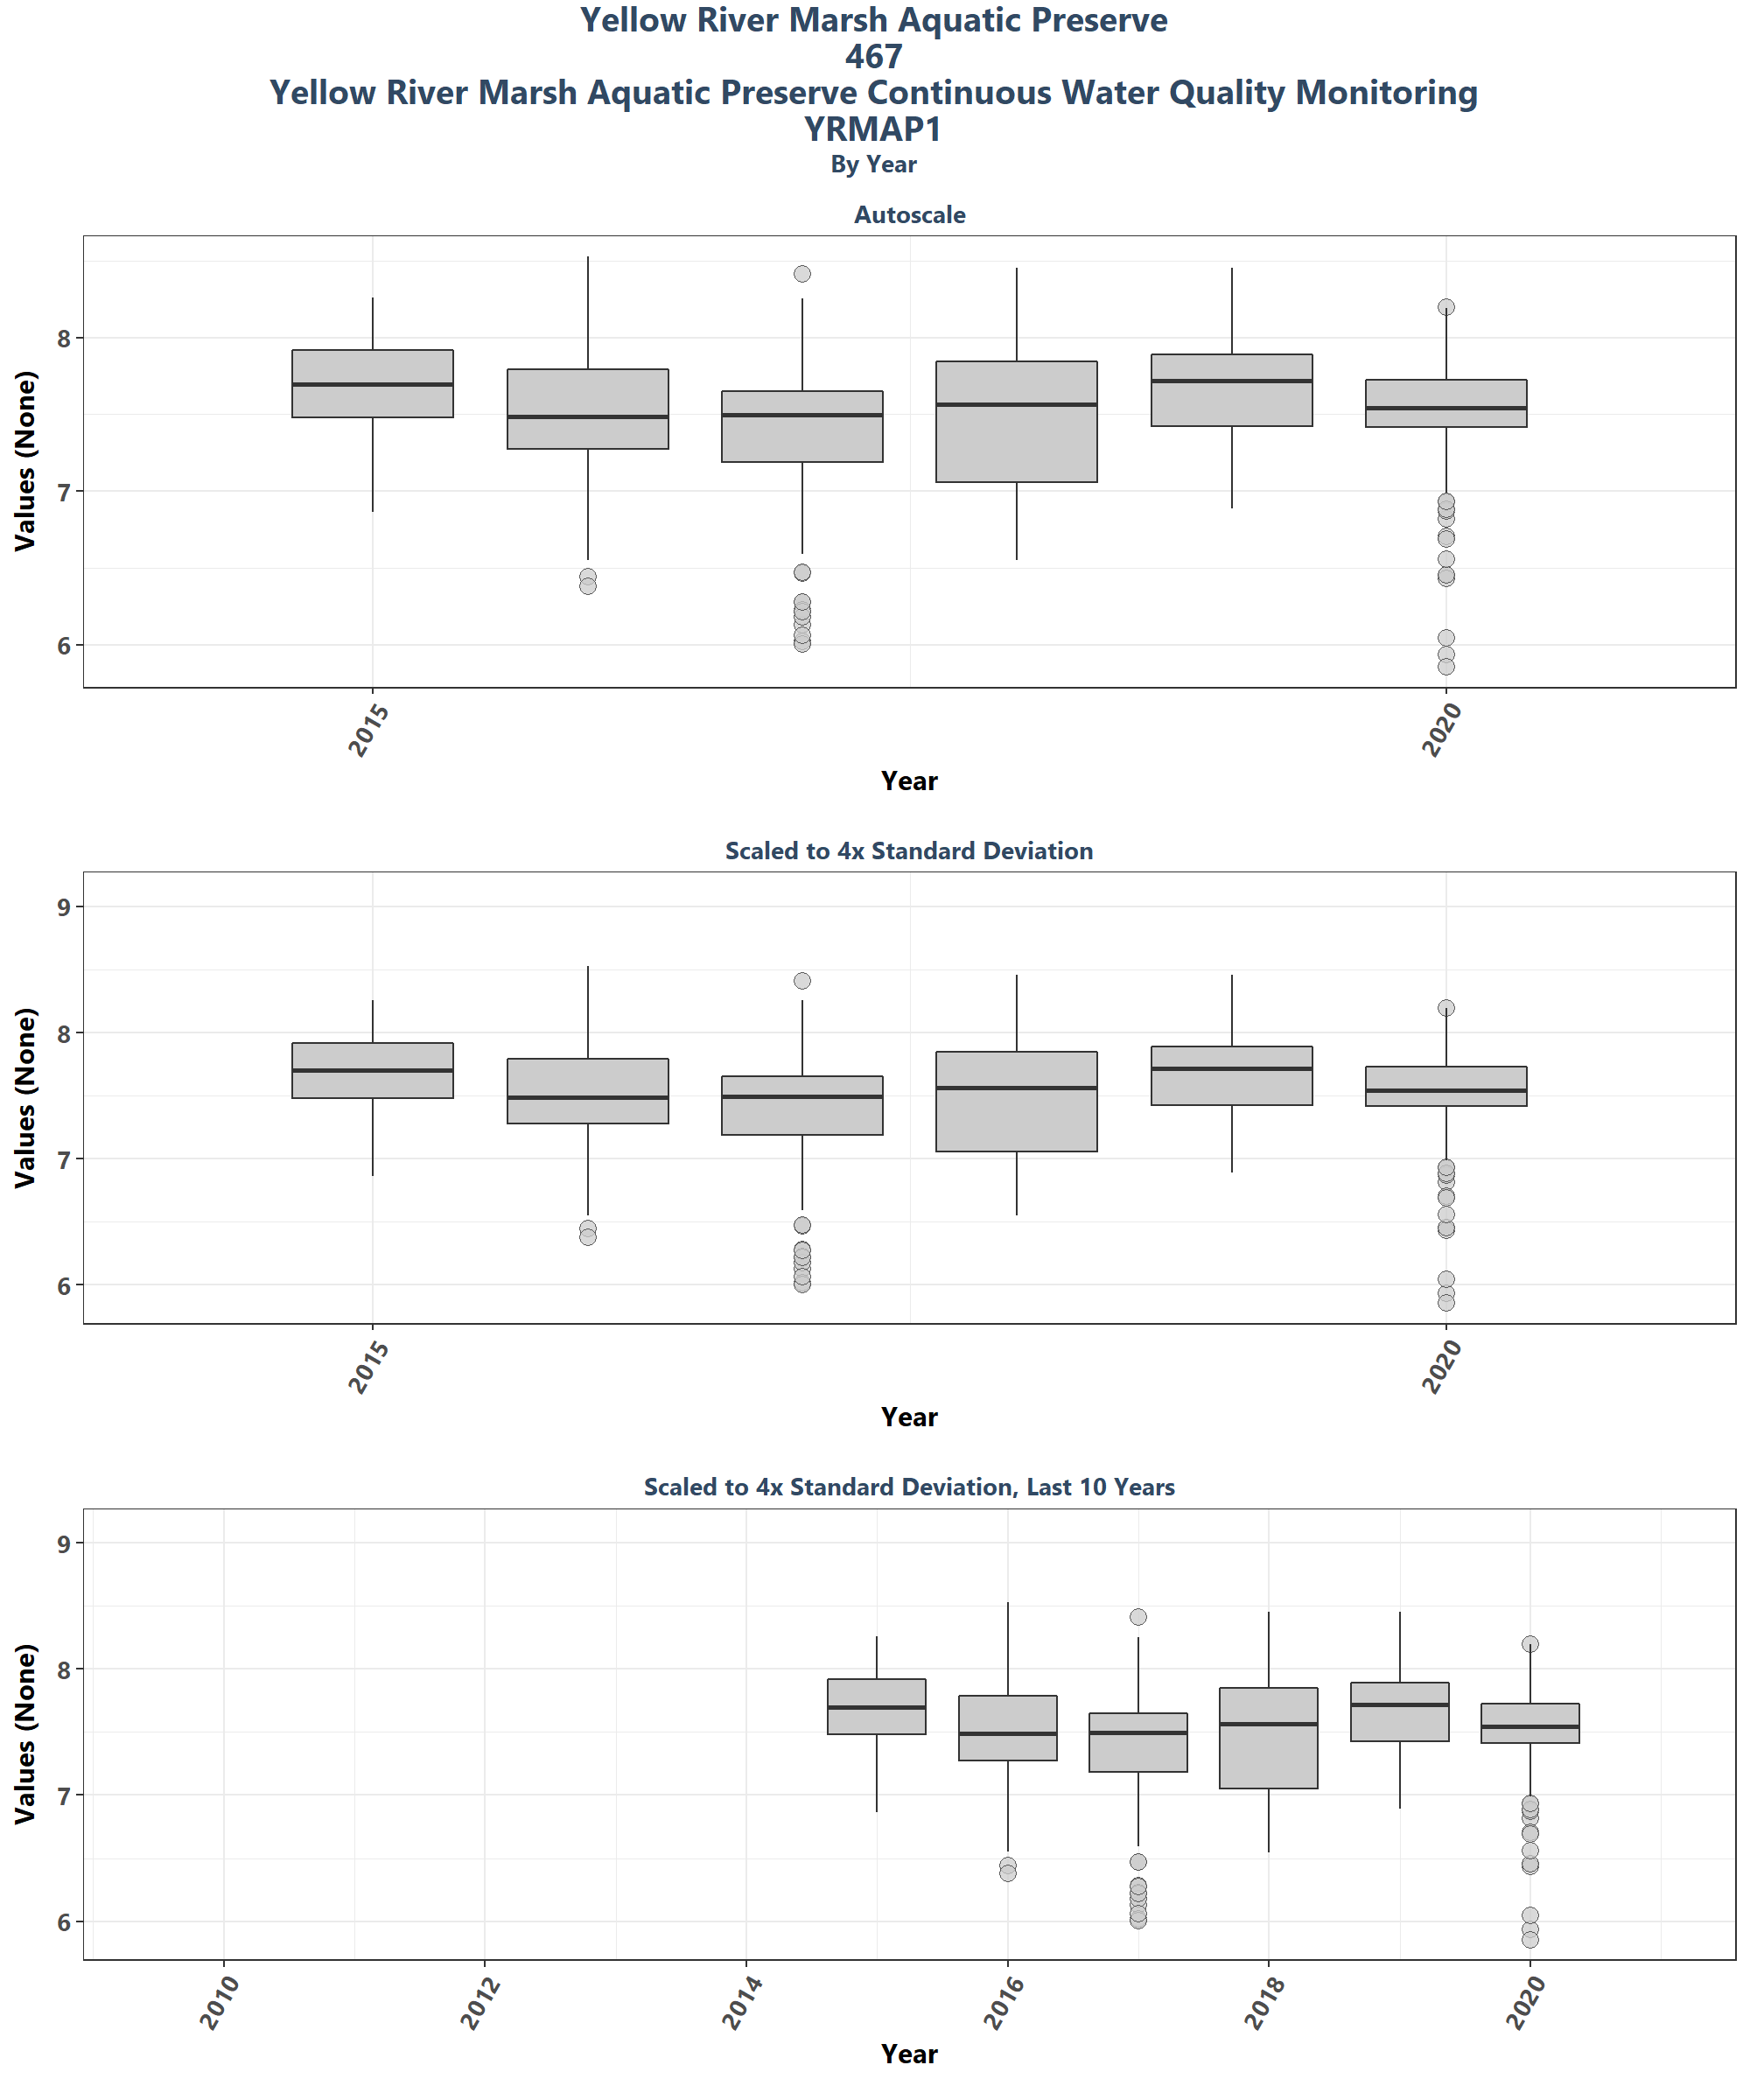 Yellow River Marsh Aquatic Preserve
467
Yellow River Marsh Aquatic Preserve Continuous Water Quality Monitoring
YRMAP1
By Year
Autoscale
Values (None)
8
7
6
2015
2020
Year
Scaled to 4x Standard Deviation
Values (None)
9
8
7
6
2015
2020
Year
Scaled to 4x Standard Deviation, Last 10 Years
Values (None)
9
8
7
6
2010
2012
2014
2016
2018
2020
Year